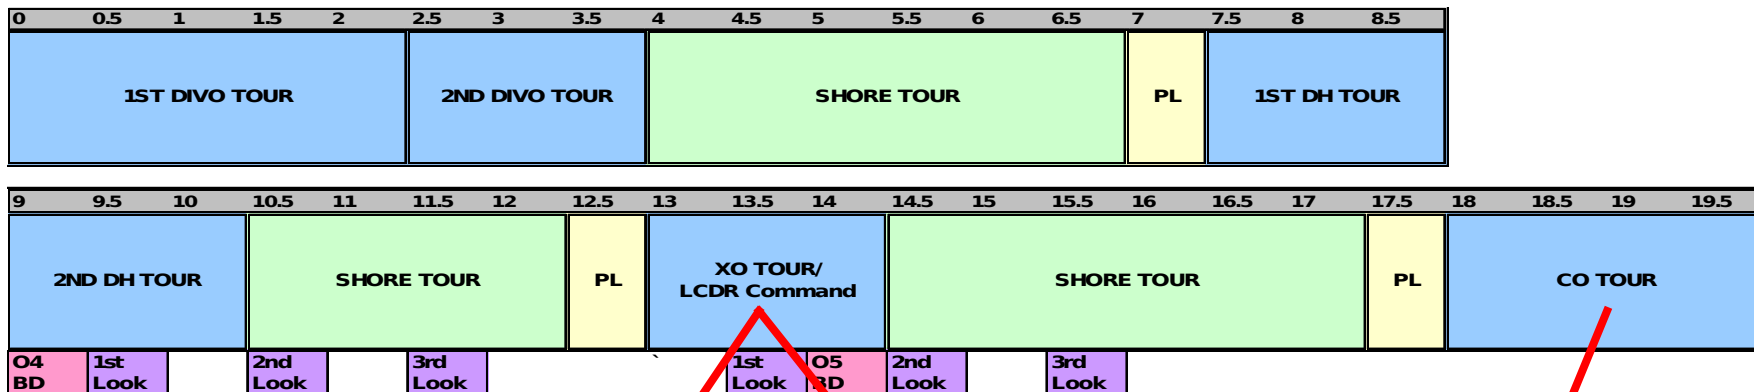 0 0.5 1 1.5 2 2.5 3 3.5 4 4.5 5 5.5 6 6.5 7 7.5 8 8.5
1ST DIVO TOUR 2ND DIVO TOUR SHORE TOUR PL 1ST DH TOUR
9 9.5 10 10.5 11 11.5 12 12.5 13 13.5 14 14.5 15 15.5 16 16.5 17 17.5 18 18.5 19 19.5
2ND DH TOUR SHORE TOUR PL XO TOUR/ SHORE TOUR PL CO TOUR
LCDR Command
O4 1st 2nd 3rd ` 1st O5 2nd 3rd
BD Look Look Look Look BD Look Look